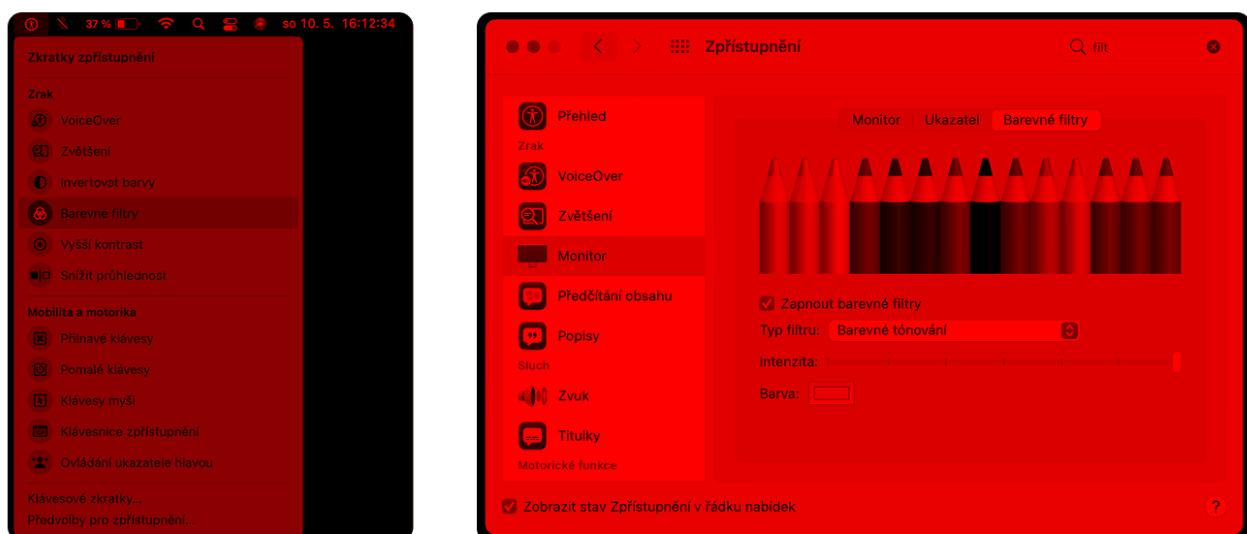 37 %
so 10. 5. 16:12:34
Zkratky zpřístupnění
Zrak
VoiceOver
Zvětšení
Invertovat barvy
Barevné filtry
Vyšší kontrast
Snížit průhlednost
Mobilita a motorika
Přilnavé klávesy
Pomalé klávesy
Klávesy myši
Klávesnice zpřístupnění
Ovládání ukazatele hlavou
Klávesové zkratky...
Předvolby pro zpřístupnění...
Zpřístupnění
filt
Přehled
Zrak
VoiceOver
Zvětšení
Monitor
Předčítání obsahu
Popisy
Sluch
Zvuk
Titulky
Motorické funkce
Monitor Ukazatel Barevné filtry
Zapnout barevné filtry
Typ filtru: Barevné tónování
Intenzita:
Barva:
Zobrazit stav Zpřístupnění v řádku nabídek
?